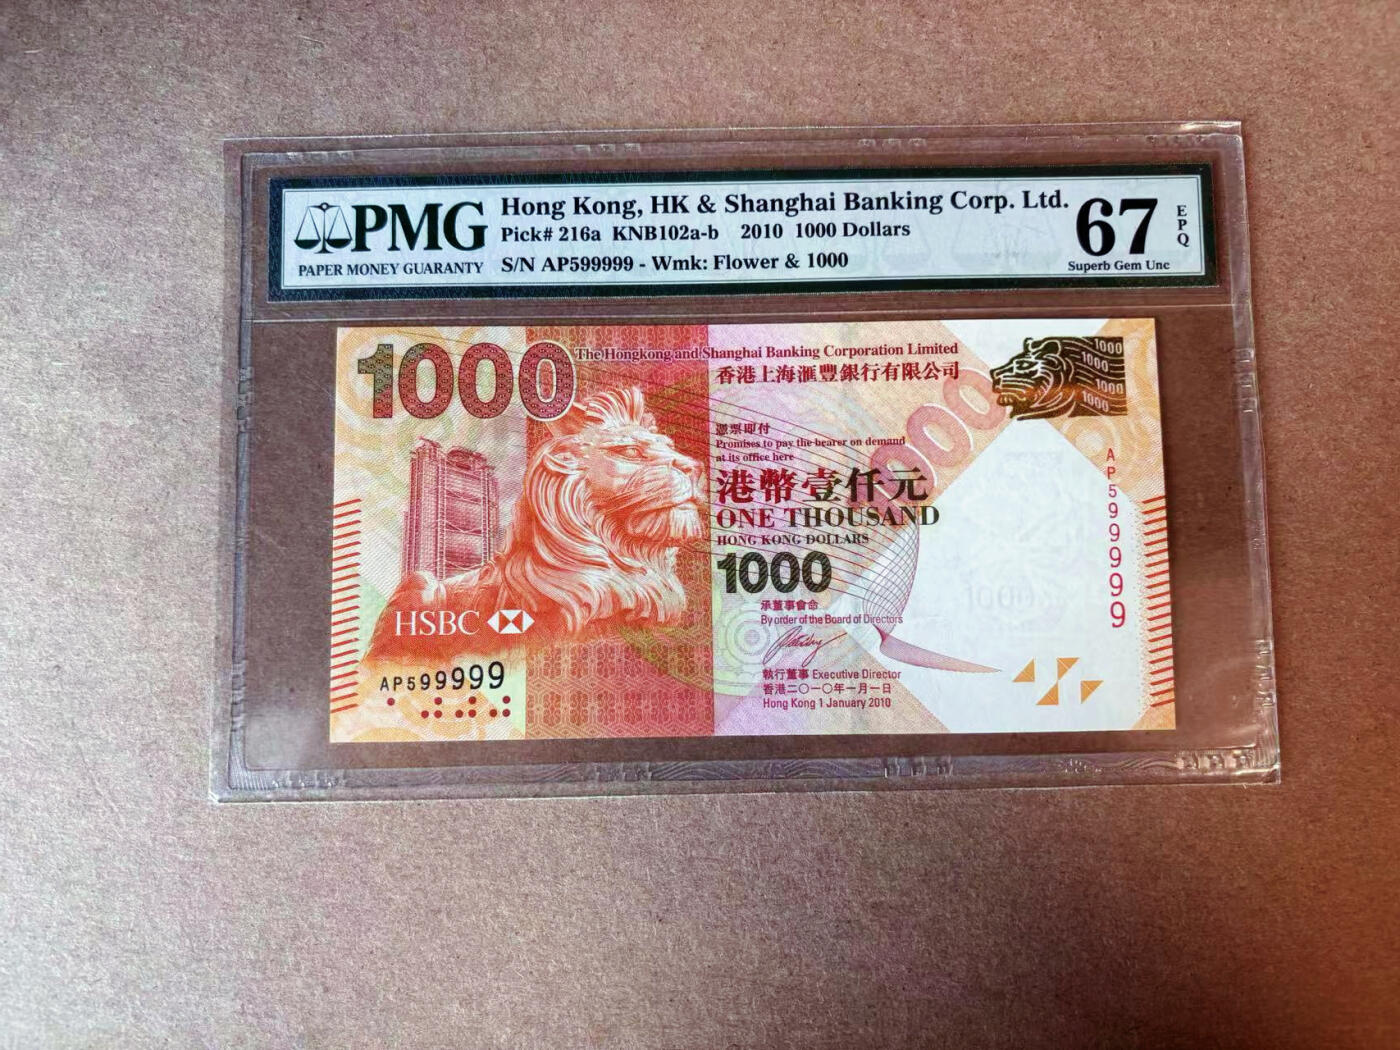 PMG
PAPER MONEY GUARANTY
Hong Kong, HK & Shanghai Banking Corp. Ltd.
Pick# 216a KNB102a-b 2010 1000 Dollars
S/N AP599999 - Wmk: Flower & 1000
67
EPQ
Superb Gem Unc
1000
The Hongkong and Shanghai Banking Corporation Limited
香港上海滙豐銀行有限公司
1000
1000
1000
1000
1000
憑票即付
Promises to pay the bearer on demand
at its office here
港幣壹仟元
ONE THOUSAND
HONG KONG DOLLARS
1000
承董事會命
By order of the Board of Directors
執行董事 Executive Director
香港二〇一〇年一月一日
Hong Kong 1 January 2010
HSBC
AP599999
AP599999
1000